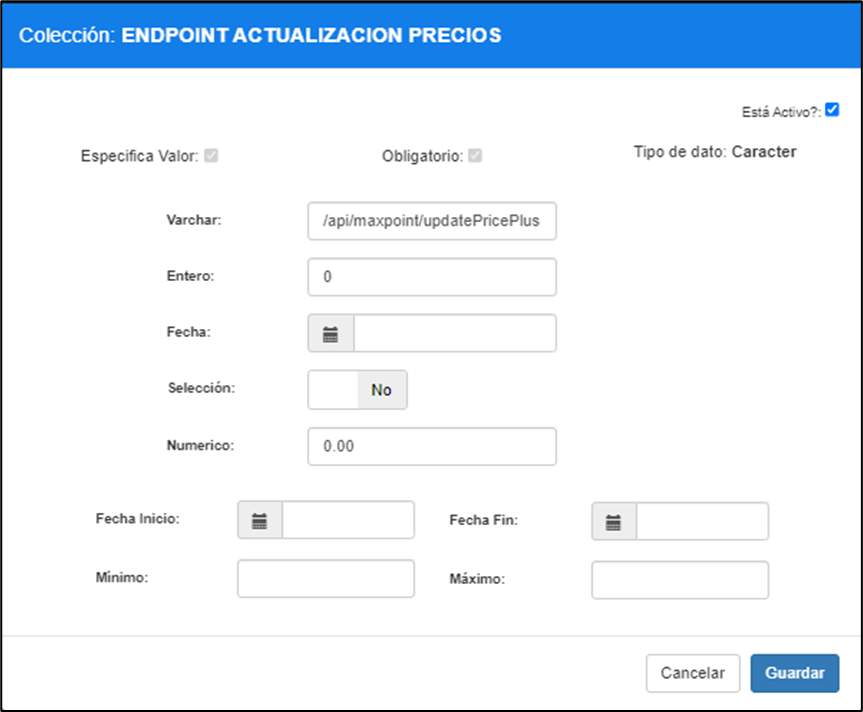 Colección: ENDPOINT ACTUALIZACION PRECIOS
Está Activo?:
Especifica Valor: Obligatorio: Tipo de dato: Caracter
Varchar: /api/maxpoint/updatePricePlus
Entero: 0
Fecha:
Selección: No
Numerico: 0.00
Fecha Inicio: Fecha Fin:
Mínimo: Máximo:
Cancelar Guardar